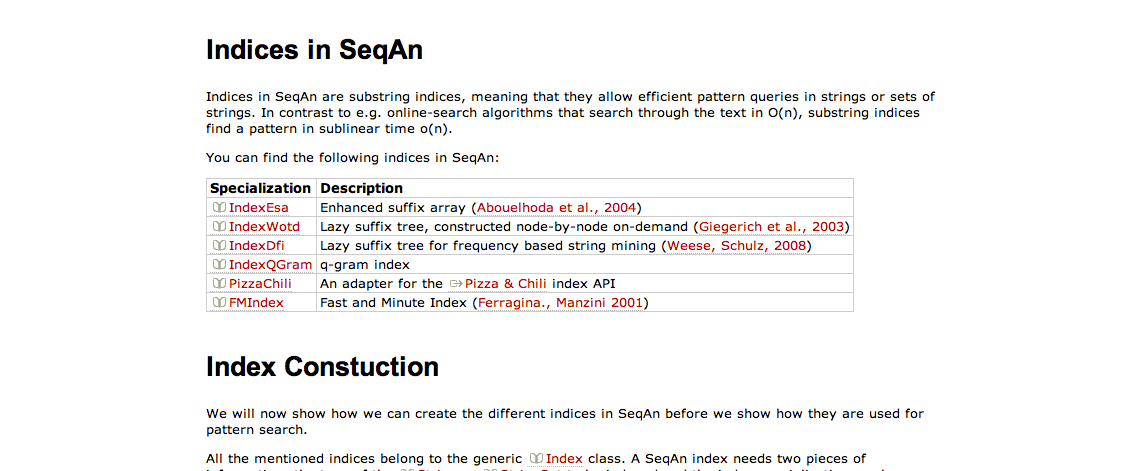 Indices in SeqAn
Indices in SeqAn are substring indices, meaning that they allow efficient pattern queries in strings or sets of
strings. In contrast to e.g. online-search algorithms that search through the text in O(n), substring indices
find a pattern in sublinear time o(n).
You can find the following indices in SeqAn:
Specialization Description
IndexEsa Enhanced suffix array (Abouelhoda et al., 2004)
IndexWotd Lazy suffix tree, constructed node-by-node on-demand (Giegerich et al., 2003)
IndexDfi Lazy suffix tree for frequency based string mining (Weese, Schulz, 2008)
IndexQGram q-gram index
PizzaChili An adapter for the Pizza & Chili index API
FMIndex Fast and Minute Index (Ferragina., Manzini 2001)
Index Constuction
We will now show how we can create the different indices in SeqAn before we show how they are used for
pattern search.
All the mentioned indices belong to the generic Index class. A SeqAn index needs two pieces of